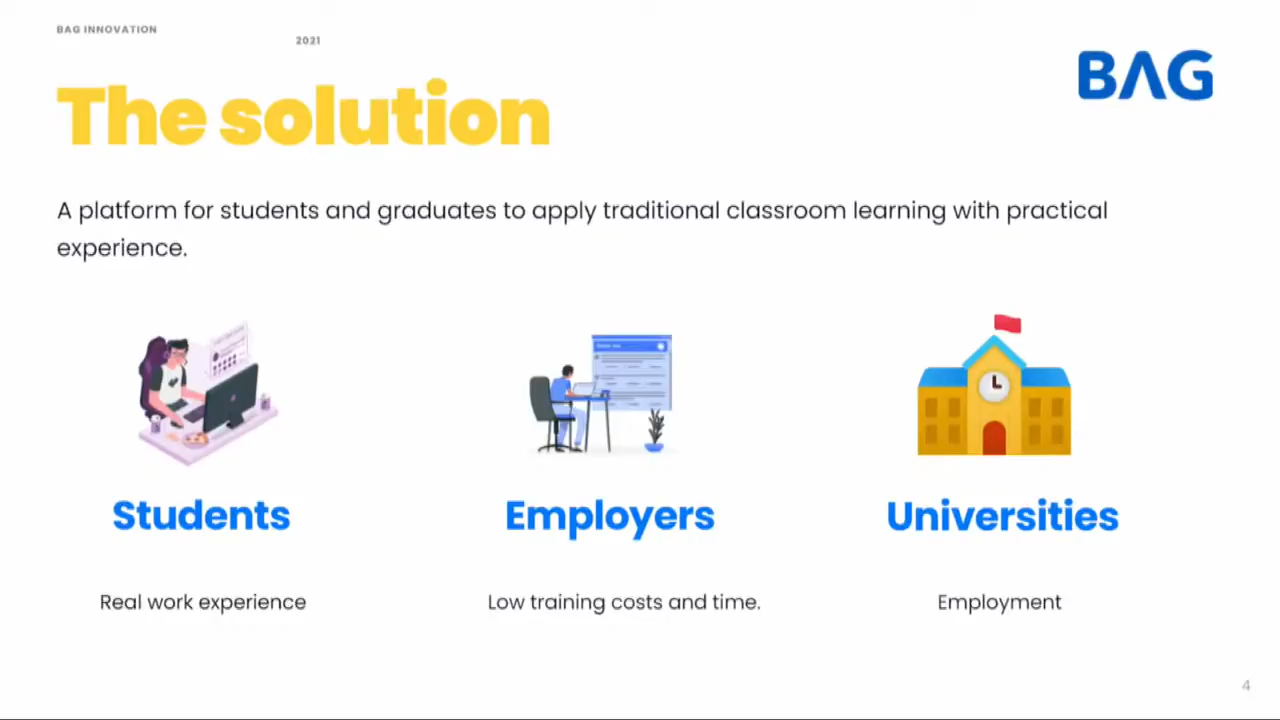 BAG INNOVATION
2021
BAG
The solution
A platform for students and graduates to apply traditional classroom learning with practical
experience.
Students
Employers
Universities
Real work experience
Low training costs and time.
Employment
4